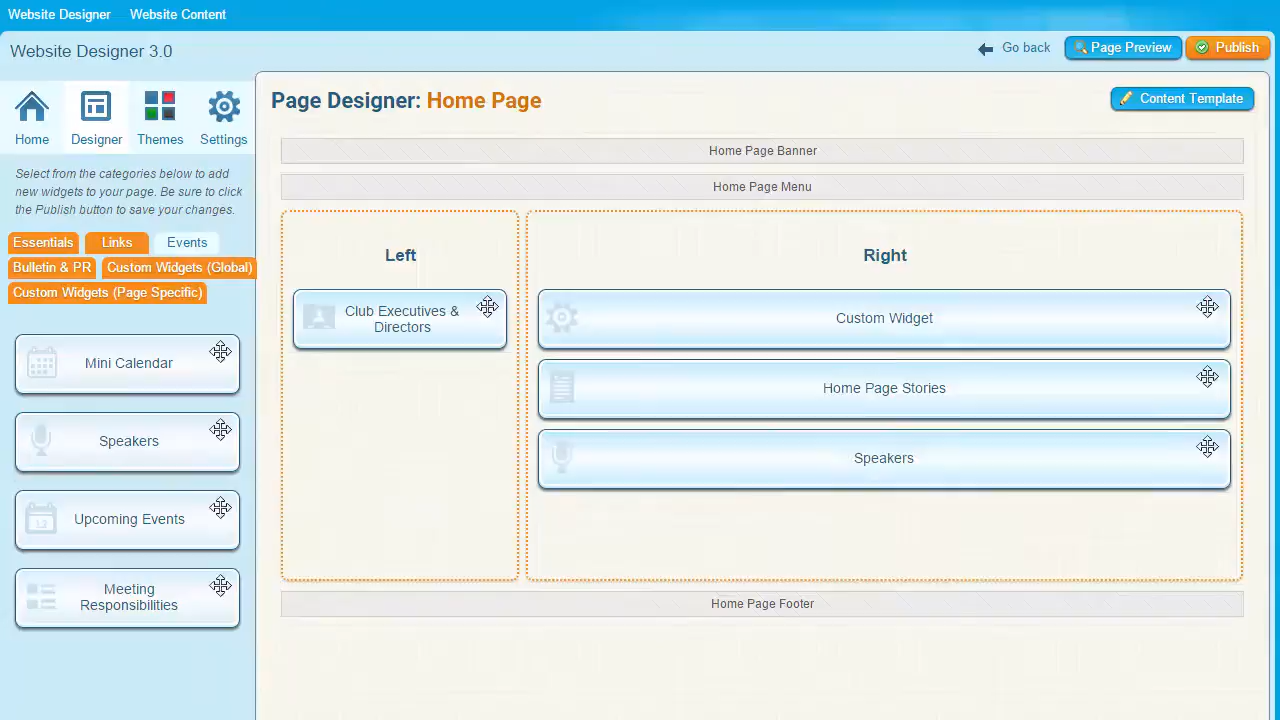 Website Designer Website Content
Website Designer 3.0
Go back Page Preview Publish
Home Designer Themes Settings
Page Designer: Home Page
Content Template
Select from the categories below to add
new widgets to your page. Be sure to click
the Publish button to save your changes.
Essentials Links Events
Bulletin & PR Custom Widgets (Global)
Custom Widgets (Page Specific)
Mini Calendar
Speakers
Upcoming Events
Meeting
Responsibilities
Home Page Banner
Home Page Menu
Left
Club Executives &
Directors
Right
Custom Widget
Home Page Stories
Speakers
Home Page Footer